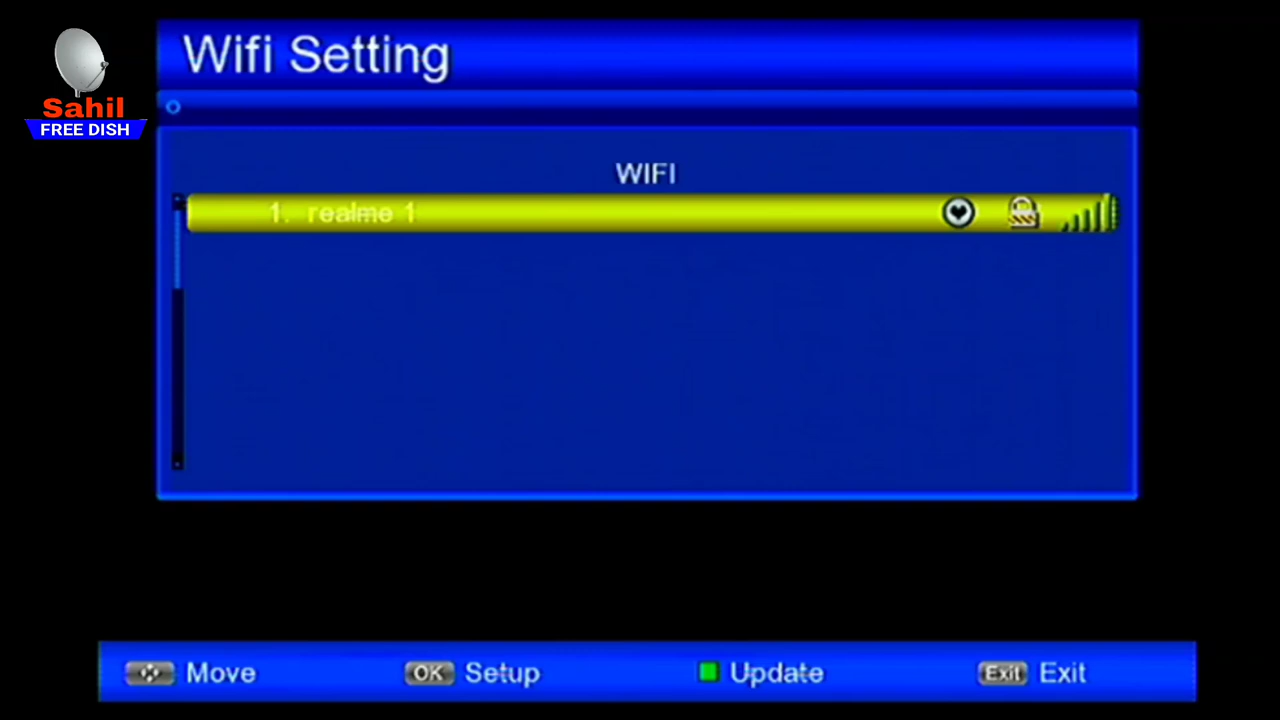 Wifi Setting
Sahil
FREE DISH
WIFI
1. realme 1
Move OK Setup Update Exit Exit